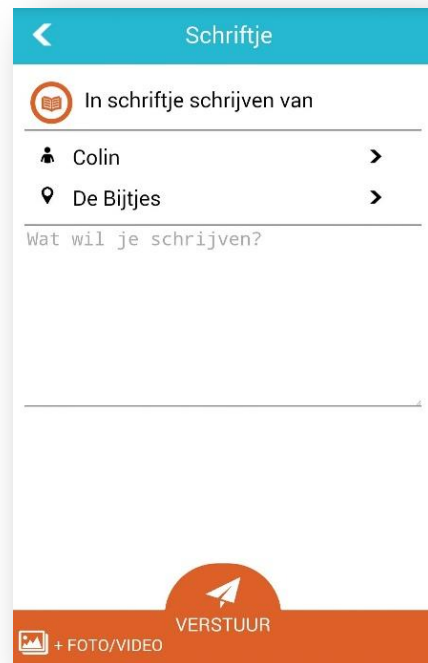 Schriftje
In schriftje schrijven van
Colin
De Bijtjes
Wat wil je schrijven?
VERSTUUR
+ FOTO/VIDEO